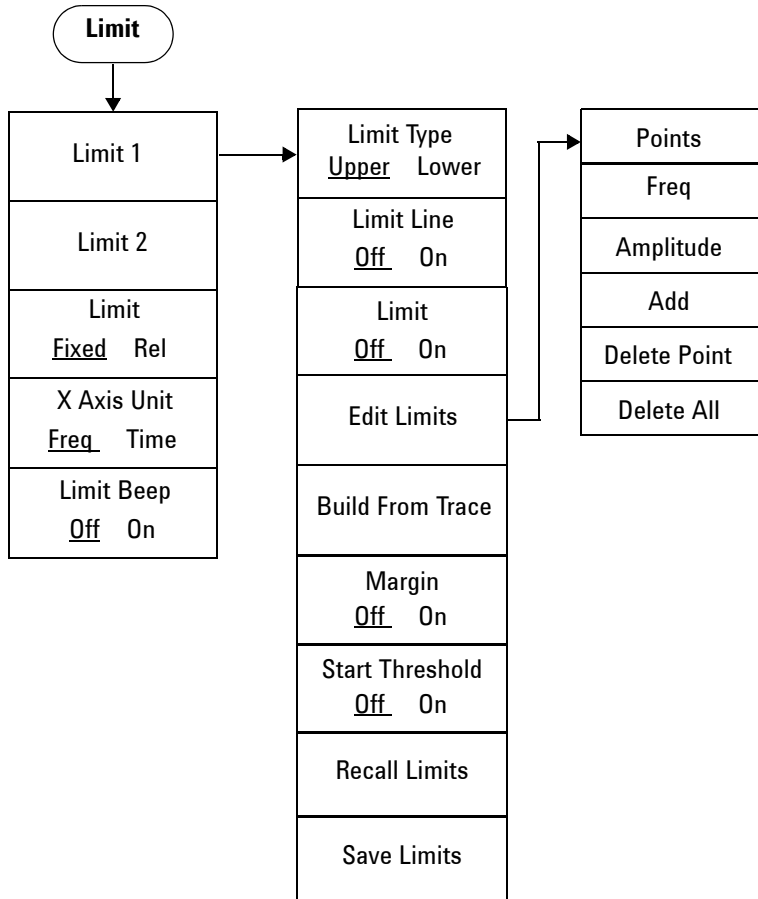 Limit
Limit 1
Limit 2
Limit
Fixed Rel
X Axis Unit
Freq Time
Limit Beep
Off On
Limit Type
Upper Lower
Limit Line
Off On
Limit
Off On
Edit Limits
Build From Trace
Margin
Off On
Start Threshold
Off On
Recall Limits
Save Limits
Points
Freq
Amplitude
Add
Delete Point
Delete All